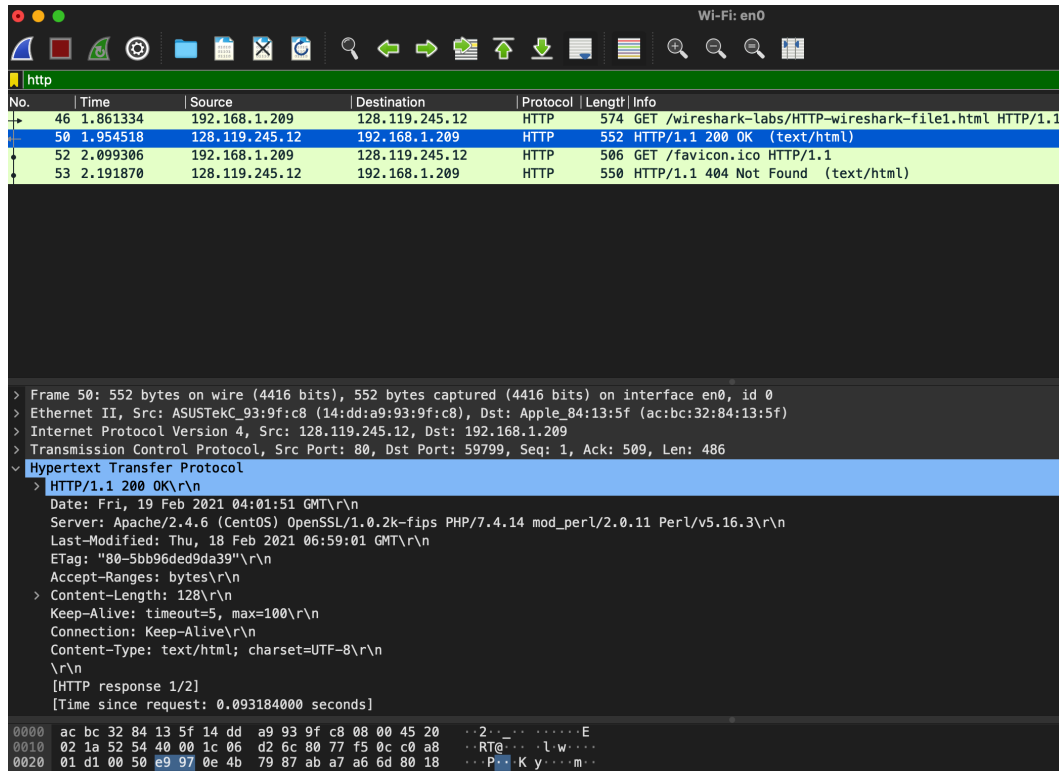 Wi-Fi: en0
http
No. Time Source Destination Protocol Length Info
46 1.861334 192.168.1.209 128.119.245.12 HTTP 574 GET /wireshark-labs/HTTP-wireshark-file1.html HTTP/1.1
50 1.954518 128.119.245.12 192.168.1.209 HTTP 552 HTTP/1.1 200 OK  (text/html)
52 2.099306 192.168.1.209 128.119.245.12 HTTP 506 GET /favicon.ico HTTP/1.1
53 2.191870 128.119.245.12 192.168.1.209 HTTP 550 HTTP/1.1 404 Not Found  (text/html)
Frame 50: 552 bytes on wire (4416 bits), 552 bytes captured (4416 bits) on interface en0, id 0
Ethernet II, Src: ASUSTekC_93:9f:c8 (14:dd:a9:93:9f:c8), Dst: Apple_84:13:5f (ac:bc:32:84:13:5f)
Internet Protocol Version 4, Src: 128.119.245.12, Dst: 192.168.1.209
Transmission Control Protocol, Src Port: 80, Dst Port: 59799, Seq: 1, Ack: 509, Len: 486
Hypertext Transfer Protocol
HTTP/1.1 200 OK\r\n
Date: Fri, 19 Feb 2021 04:01:51 GMT\r\n
Server: Apache/2.4.6 (CentOS) OpenSSL/1.0.2k-fips PHP/7.4.14 mod_perl/2.0.11 Perl/v5.16.3\r\n
Last-Modified: Thu, 18 Feb 2021 06:59:01 GMT\r\n
ETag: "80-5bb96ded9da39"\r\n
Accept-Ranges: bytes\r\n
Content-Length: 128\r\n
Keep-Alive: timeout=5, max=100\r\n
Connection: Keep-Alive\r\n
Content-Type: text/html; charset=UTF-8\r\n
\r\n
[HTTP response 1/2]
[Time since request: 0.093184000 seconds]
0000 ac bc 32 84 13 5f 14 dd a9 93 9f c8 08 00 45 20 ··2··_·· ······E
0010 02 1a 52 54 40 00 1c 06 d2 6c 80 77 f5 0c c0 a8 ··RT@··· ·l·w····
0020 01 d1 00 50 e9 97 0e 4b 79 87 ab a7 a6 6d 80 18 ···P···K y····m··